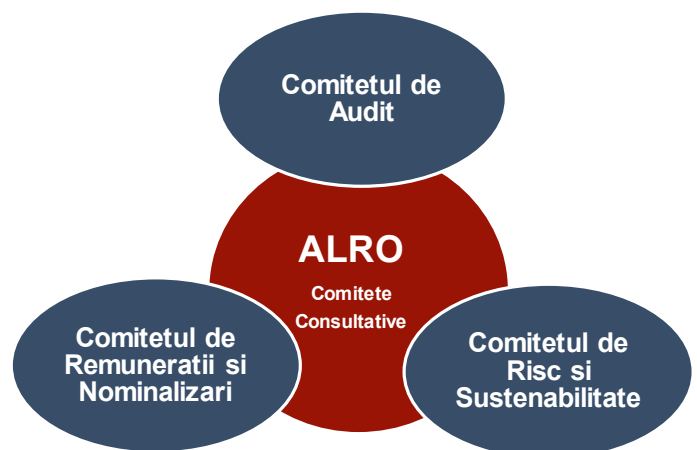 Comitetul de
Audit
ALRO
Comitete
Consultative
Comitetul de
Remuneratii si
Nominalizari
Comitetul de
Risc si
Sustenabilitate